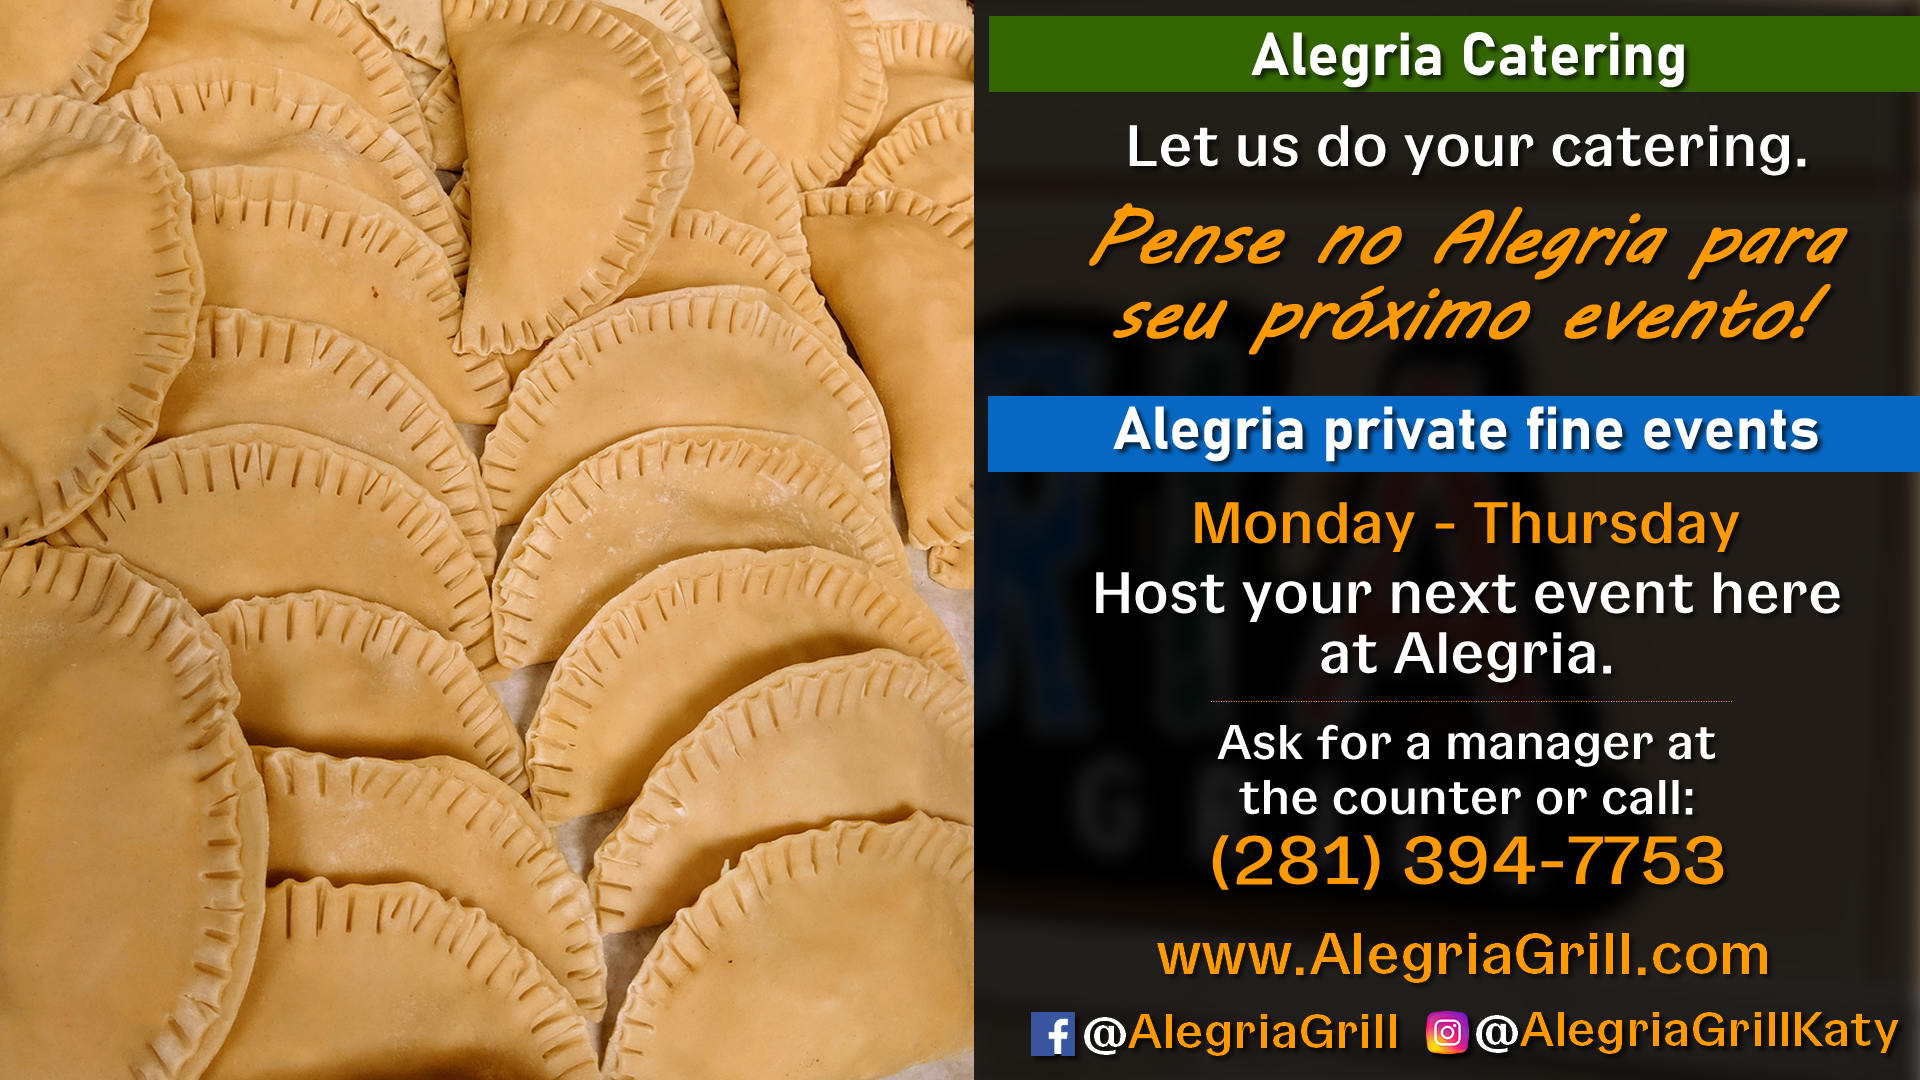 Alegria Catering
Let us do your catering.
Pense no Alegria para
seu próximo evento!
Alegria private fine events
Monday - Thursday
Host your next event here
at Alegria.
Ask for a manager at
the counter or call:
(281) 394-7753
www.AlegriaGrill.com
@AlegriaGrill @AlegriaGrillKaty